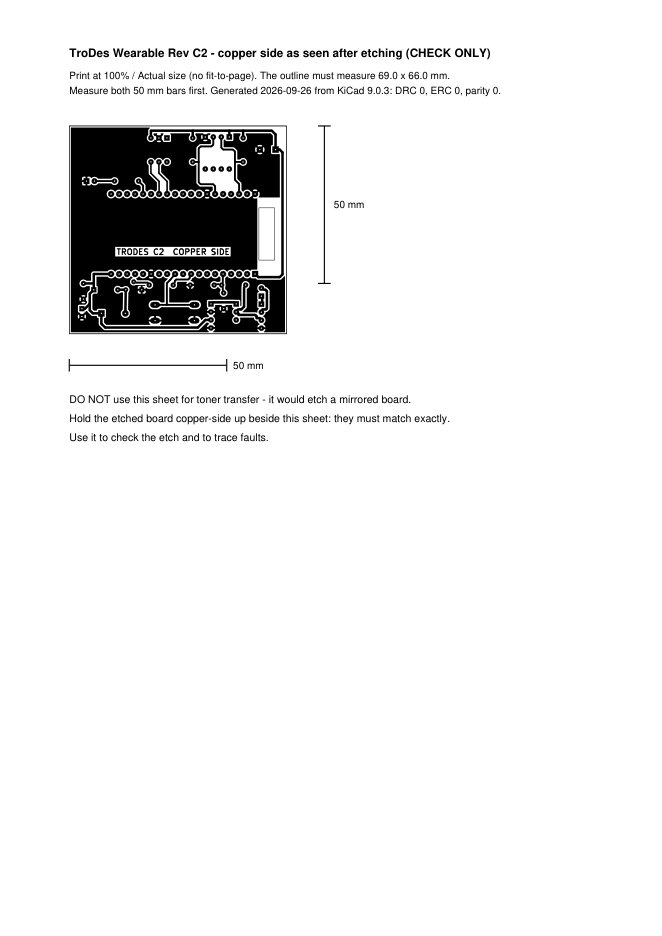 TroDes Wearable Rev C2 - copper side as seen after etching (CHECK ONLY)
Print at 100% / Actual size (no fit-to-page). The outline must measure 69.0 x 66.0 mm.
Measure both 50 mm bars first. Generated 2026-09-26 from KiCad 9.0.3: DRC 0, ERC 0, parity 0.
50 mm
TRODES C2 COPPER SIDE
50 mm
DO NOT use this sheet for toner transfer - it would etch a mirrored board.
Hold the etched board copper-side up beside this sheet: they must match exactly.
Use it to check the etch and to trace faults.